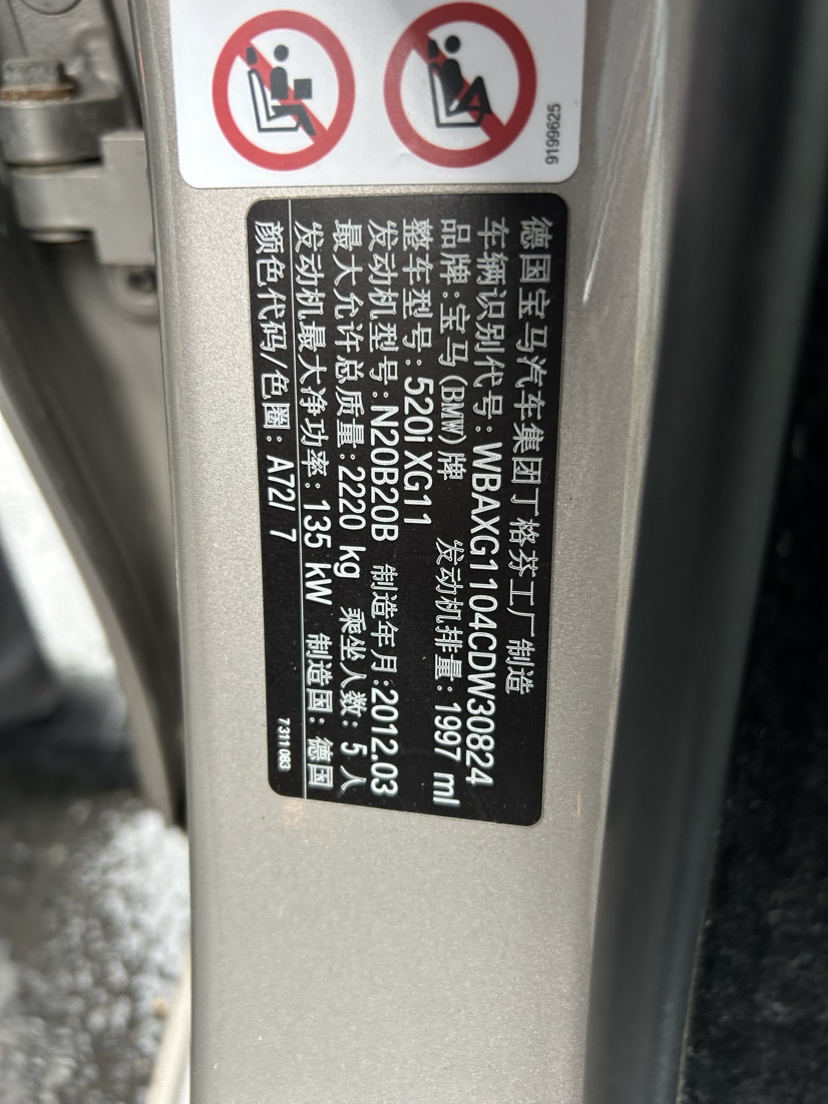 9199625
德国宝马汽车集团丁格芬工厂制造
车辆识别代号: WBAXG1104CDW30824
品牌:宝马(BMW)牌 发动机排量: 1997 ml
整车型号: 520i XG11
发动机型号:N20B20B 制造年月:2012.03
最大允许总质量: 2220 kg 乘坐人数: 5 人
发动机最大净功率: 135 kW 制造国: 德国
颜色代码/色圈: A72/ 7
7 311 083